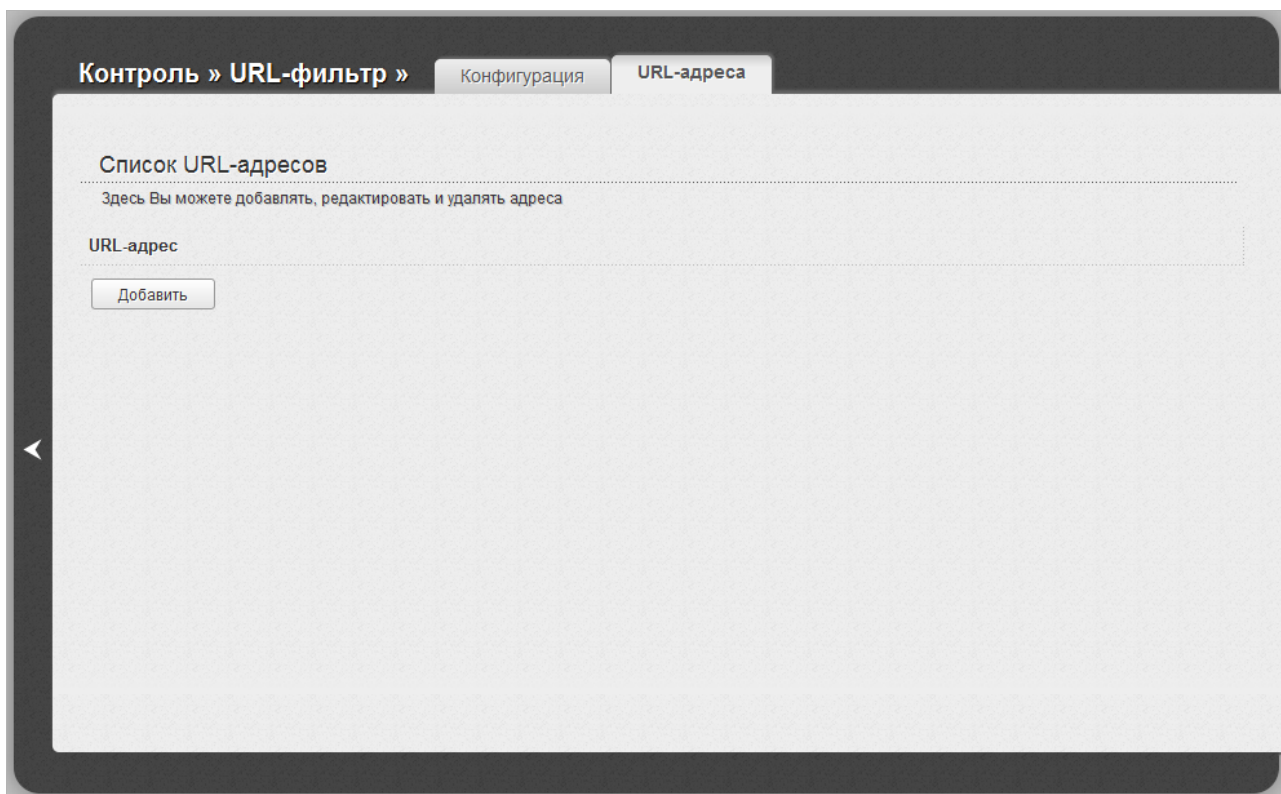 Контроль » URL-фильтр » Конфигурация URL-адреса
Список URL-адресов
Здесь Вы можете добавлять, редактировать и удалять адреса
URL-адрес
Добавить